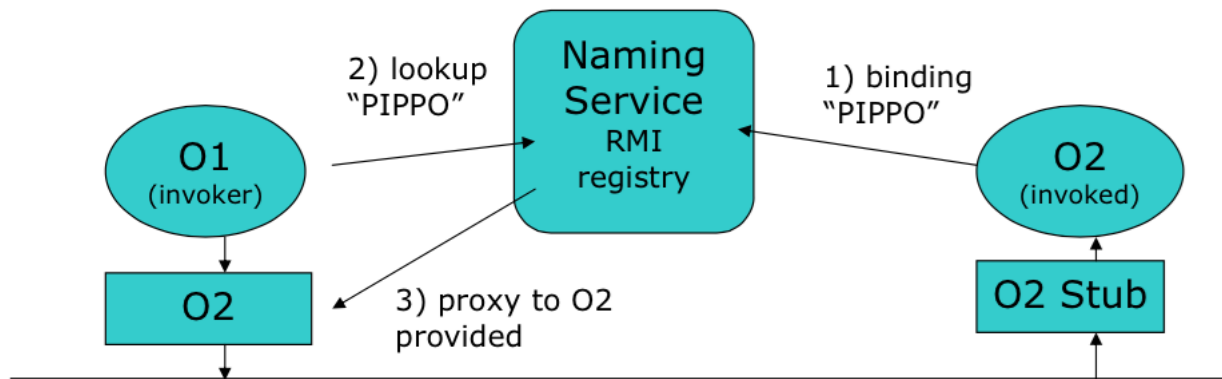 2) lookup
“PIPPO”
Naming
Service
RMI
registry
1) binding
“PIPPO”
O1
(invoker)
O2
(invoked)
O2
3) proxy to O2
provided
O2 Stub